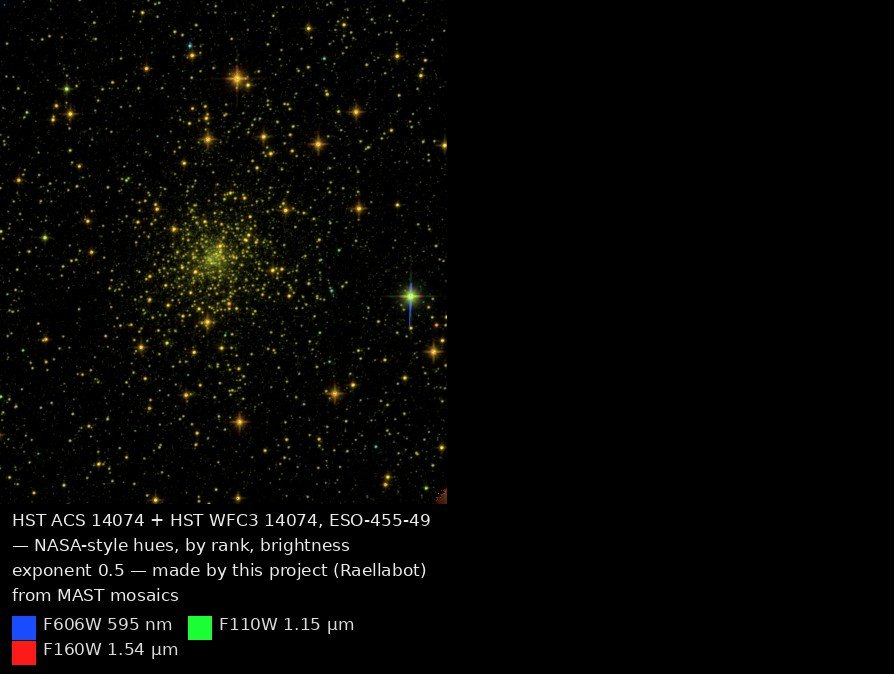 HST ACS 14074 + HST WFC3 14074, ESO-455-49
— NASA-style hues, by rank, brightness
exponent 0.5 — made by this project (Raellabot)
from MAST mosaics
F606W 595 nm F110W 1.15 µm
F160W 1.54 µm